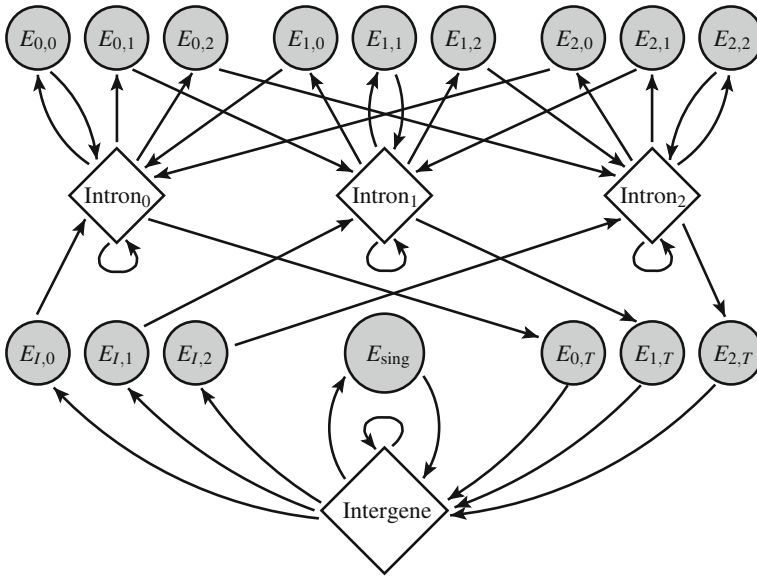 E0,0 E0,1 E0,2 E1,0 E1,1 E1,2 E2,0 E2,1 E2,2
Intron0 Intron1 Intron2
EI,0 EI,1 EI,2 Esing E0,T E1,T E2,T
Intergene